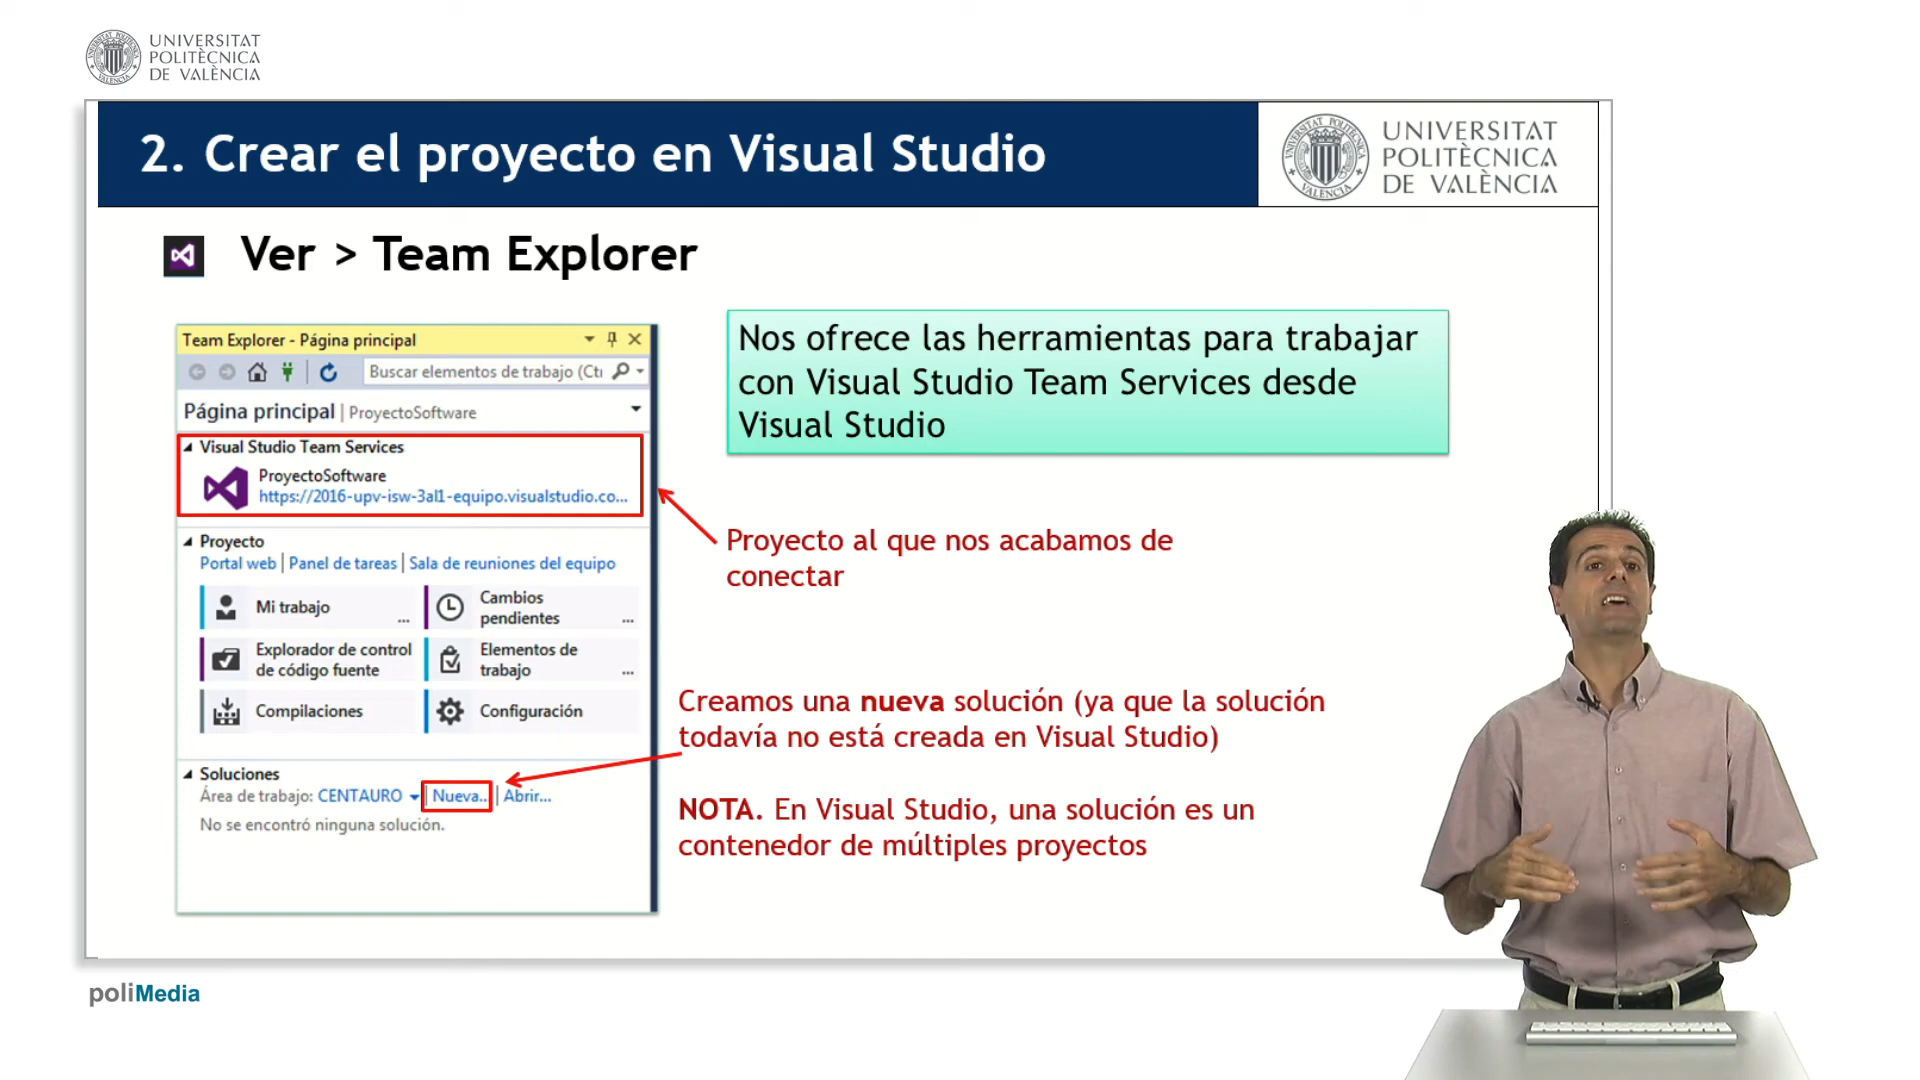 UNIVERSITAT
POLITÈCNICA
DE VALÈNCIA
2. Crear el proyecto en Visual Studio
UNIVERSITAT
POLITÈCNICA
DE VALÈNCIA
Ver > Team Explorer
Team Explorer - Página principal
Buscar elementos de trabajo (Ctı
Página principal | ProyectoSoftware
Visual Studio Team Services
ProyectoSoftware
https://2016-upv-isw-3al1-equipo.visualstudio.co...
Proyecto
Portal web | Panel de tareas | Sala de reuniones del equipo
Mi trabajo
...
Cambios
pendientes
...
Explorador de control
de código fuente
Elementos de
trabajo
...
Compilaciones
Configuración
Soluciones
Área de trabajo: CENTAURO | Nueva... | Abrir...
No se encontró ninguna solución.
Nos ofrece las herramientas para trabajar
con Visual Studio Team Services desde
Visual Studio
Proyecto al que nos acabamos de
conectar
Creamos una nueva solución (ya que la solución
todavía no está creada en Visual Studio)
NOTA. En Visual Studio, una solución es un
contenedor de múltiples proyectos
poliMedia